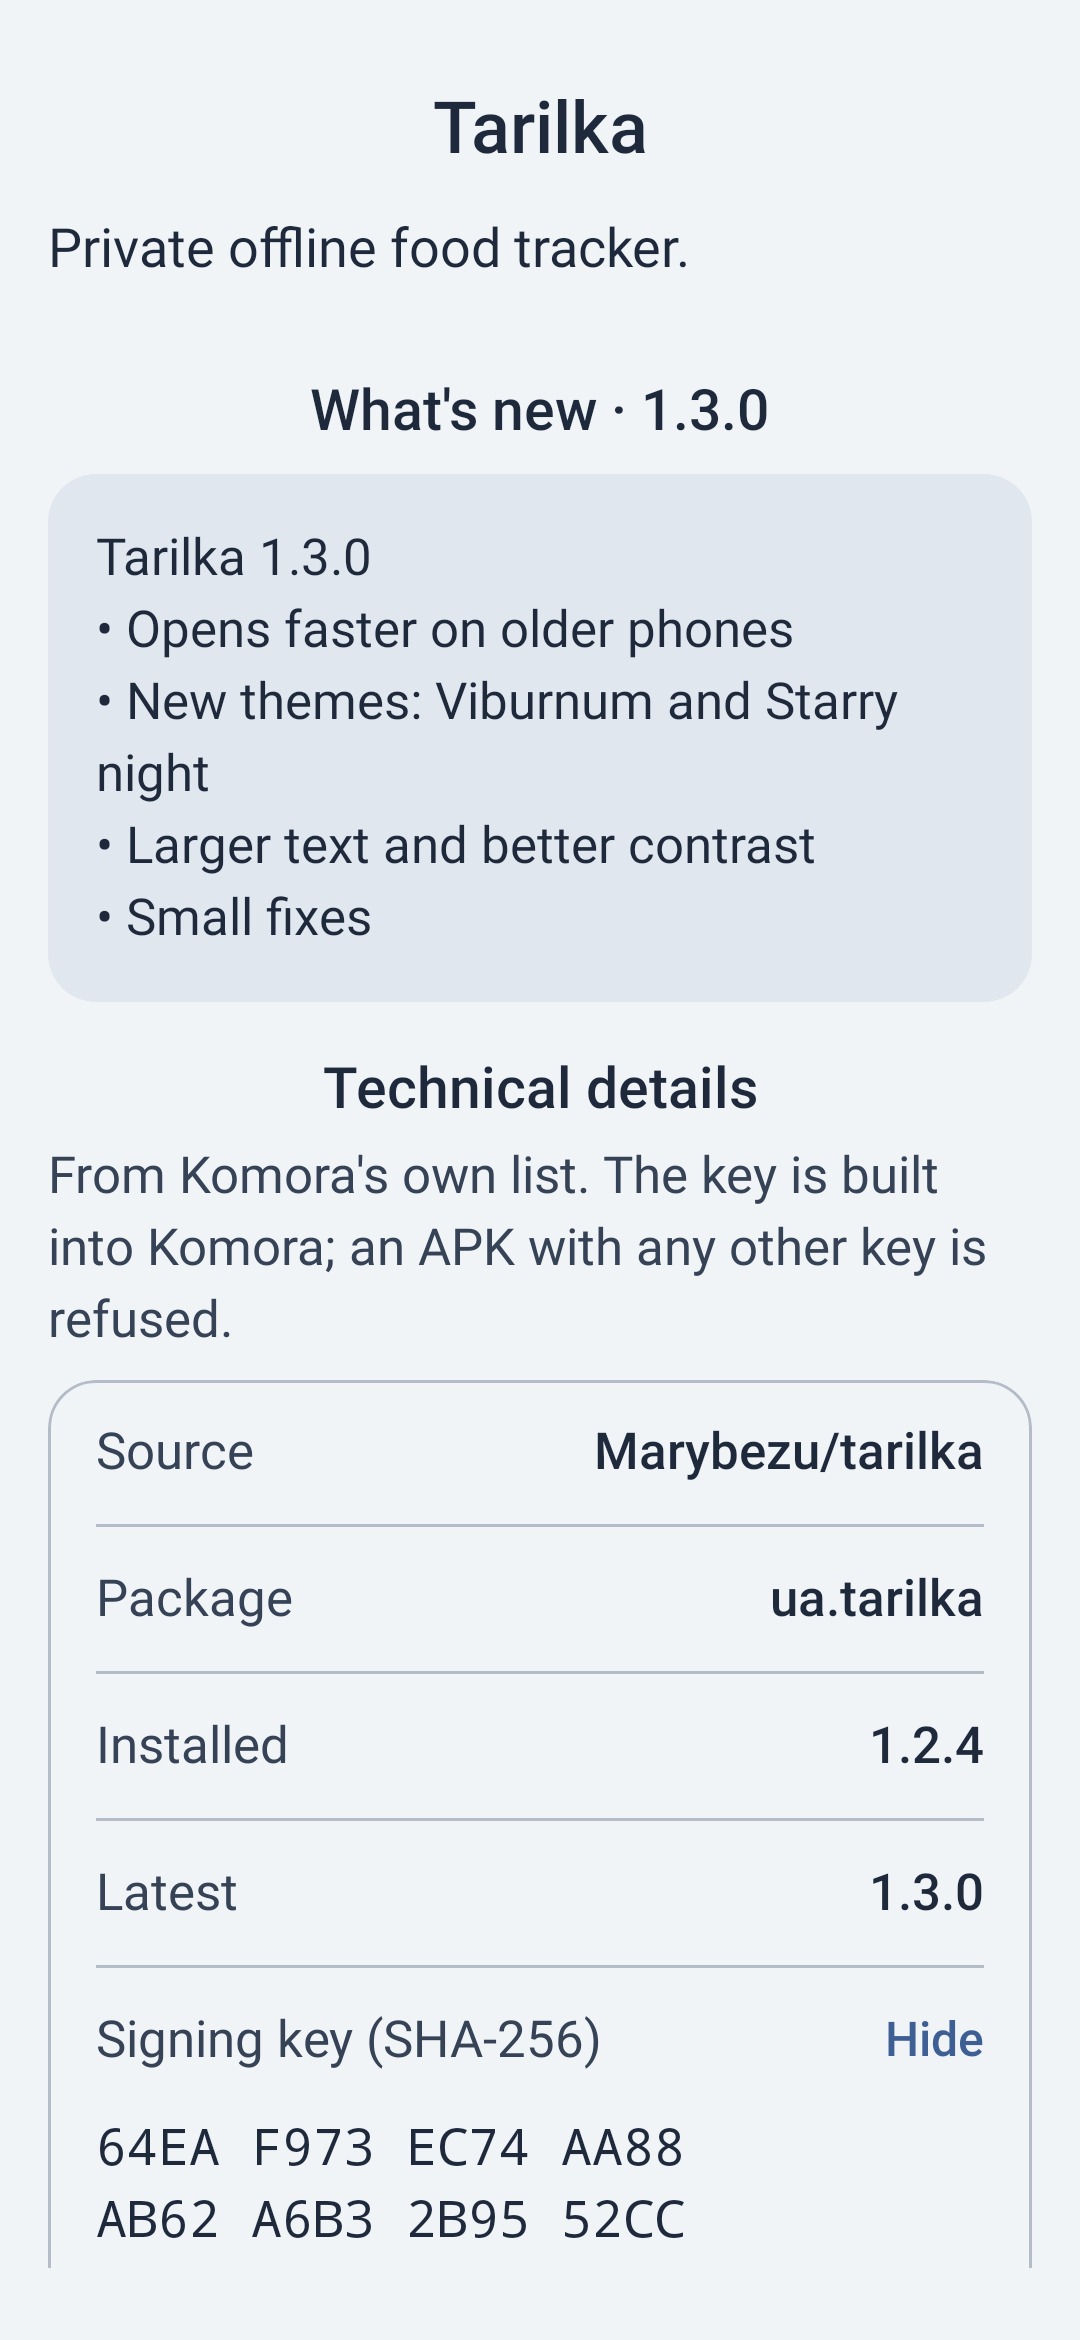 Tarilka
Private offline food tracker.
What's new · 1.3.0
Tarilka 1.3.0
• Opens faster on older phones
• New themes: Viburnum and Starry
night
• Larger text and better contrast
• Small fixes
Technical details
From Komora's own list. The key is built
into Komora; an APK with any other key is
refused.
Source Marybezu/tarilka
Package ua.tarilka
Installed 1.2.4
Latest 1.3.0
Signing key (SHA-256) Hide
64EA F973 EC74 AA88
AB62 A6B3 2B95 52CC